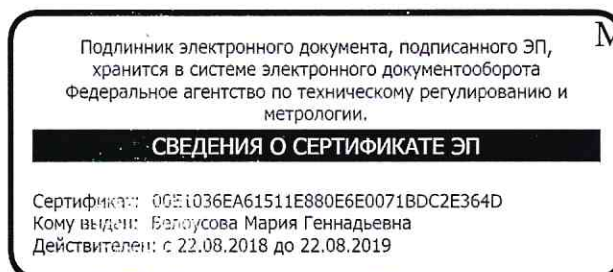 Подлинник электронного документа, подписанного ЭП,
хранится в системе электронного документооборота
Федеральное агентство по техническому регулированию и
метрологии.
СВЕДЕНИЯ О СЕРТИФИКАТЕ ЭП
Сертификат: 00E1036EA61511E880E6E0071BDC2E364D
Кому выдан: Белоусова Мария Геннадьевна
Действителен: с 22.08.2018 до 22.08.2019